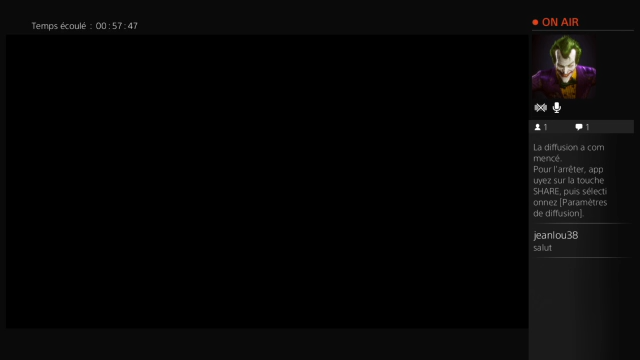 Temps écoulé : 00:57:47
ON AIR
1 1
La diffusion a com
mencé.
Pour l'arrêter, app
uyez sur la touche
SHARE, puis sélecti
onnez [Paramètres
de diffusion].
jeanlou38
salut